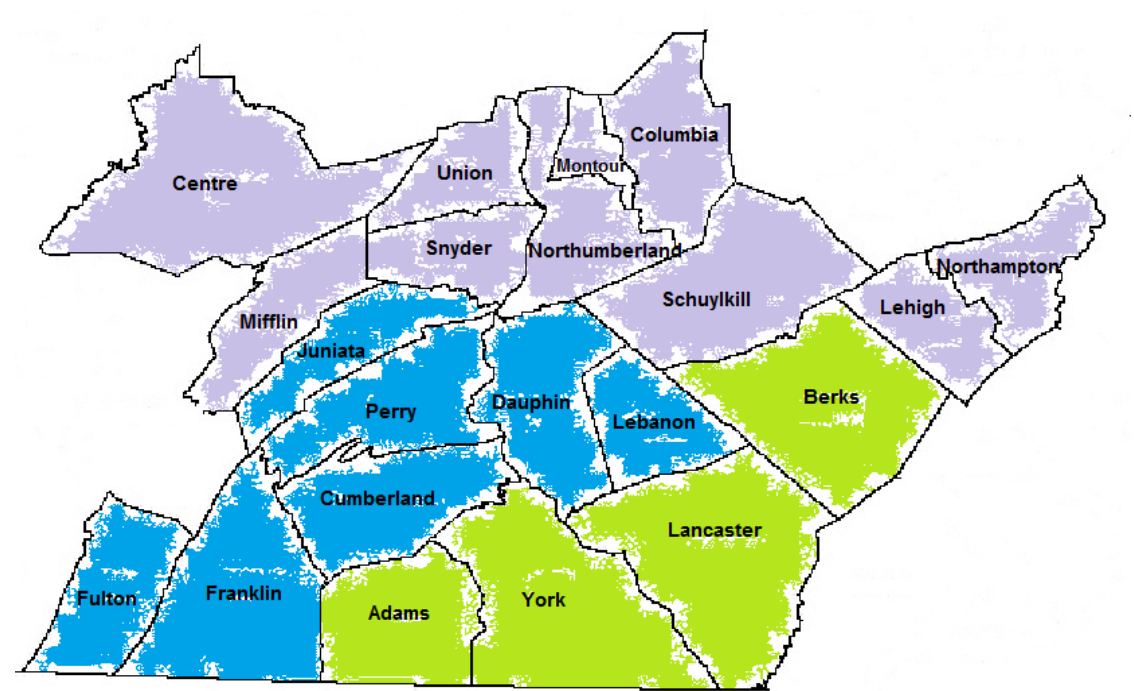 Columbia
Montour
Union
Centre
Snyder
Northumberland
Northampton
Schuylkill
Lehigh
Mifflin
Juniata
Berks
Perry
Dauphin
Lebanon
Cumberland
Lancaster
Fulton
Franklin
York
Adams